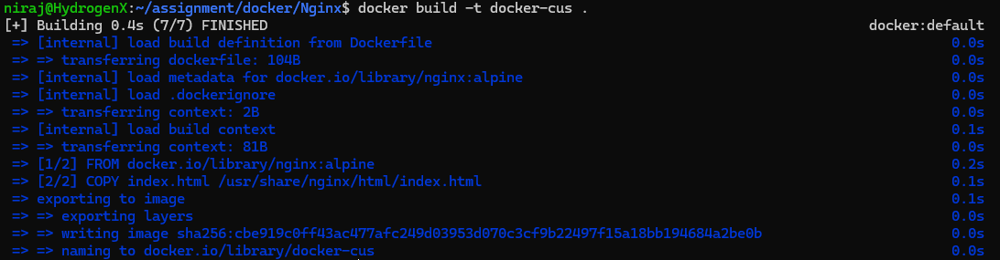 niraj@HydrogenX:~/assignment/docker/Nginx$ docker build -t docker-cus .
[+] Building 0.4s (7/7) FINISHED docker:default
=> [internal] load build definition from Dockerfile 0.0s
=> => transferring dockerfile: 104B 0.0s
=> [internal] load metadata for docker.io/library/nginx:alpine 0.0s
=> [internal] load .dockerignore 0.0s
=> => transferring context: 2B 0.0s
=> [internal] load build context 0.1s
=> => transferring context: 81B 0.0s
=> [1/2] FROM docker.io/library/nginx:alpine 0.2s
=> [2/2] COPY index.html /usr/share/nginx/html/index.html 0.1s
=> exporting to image 0.1s
=> => exporting layers 0.0s
=> => writing image sha256:cbe919c0ff43ac477afc249d03953d070c3cf9b22497f15a18bb194684a2be0b 0.0s
=> => naming to docker.io/library/docker-cus 0.0s